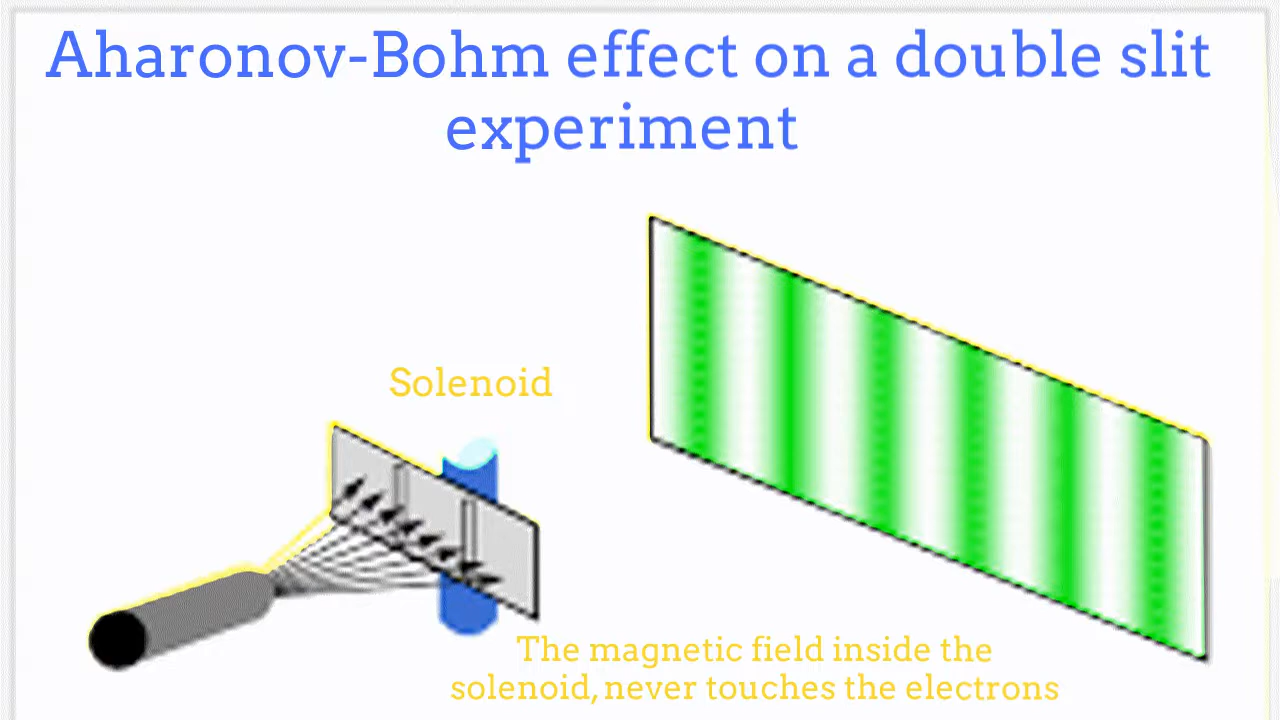 Aharonov-Bohm effect on a double slit
experiment
Solenoid
The magnetic field inside the
solenoid, never touches the electrons